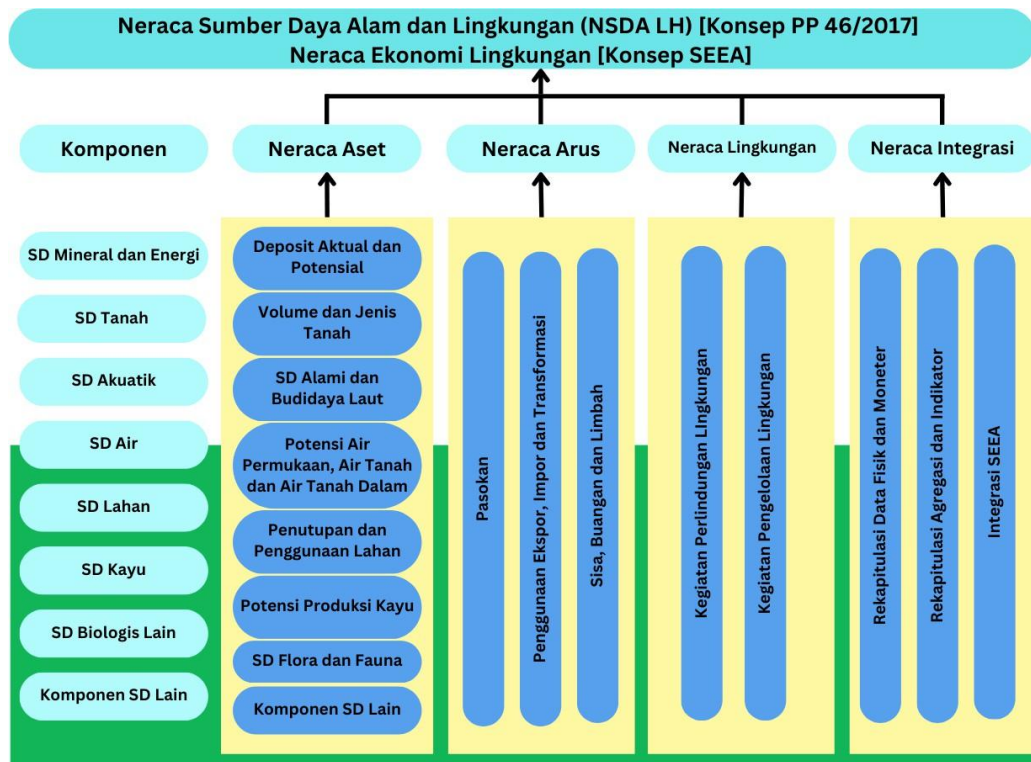 Neraca Sumber Daya Alam dan Lingkungan (NSDA LH) [Konsep PP 46/2017]
Neraca Ekonomi Lingkungan [Konsep SEEA]
Komponen
Neraca Aset
Neraca Arus
Neraca Lingkungan
Neraca Integrasi
SD Mineral dan Energi
SD Tanah
SD Akuatik
SD Air
SD Lahan
SD Kayu
SD Biologis Lain
Komponen SD Lain
Deposit Aktual dan
Potensial
Volume dan Jenis
Tanah
SD Alami dan
Budidaya Laut
Potensi Air
Permukaan, Air Tanah
dan Air Tanah Dalam
Penutupan dan
Penggunaan Lahan
Potensi Produksi Kayu
SD Flora dan Fauna
Komponen SD Lain
Pasokan
Penggunaan Ekspor, Impor dan Transformasi
Sisa, Buangan dan Limbah
Kegiatan Perlindungan LIngkungan
Kegiatan Pengelolaan Lingkungan
Rekapitulasi Data Fisik dan Moneter
Rekapitulasi Agregasi dan Indikator
Integrasi SEEA